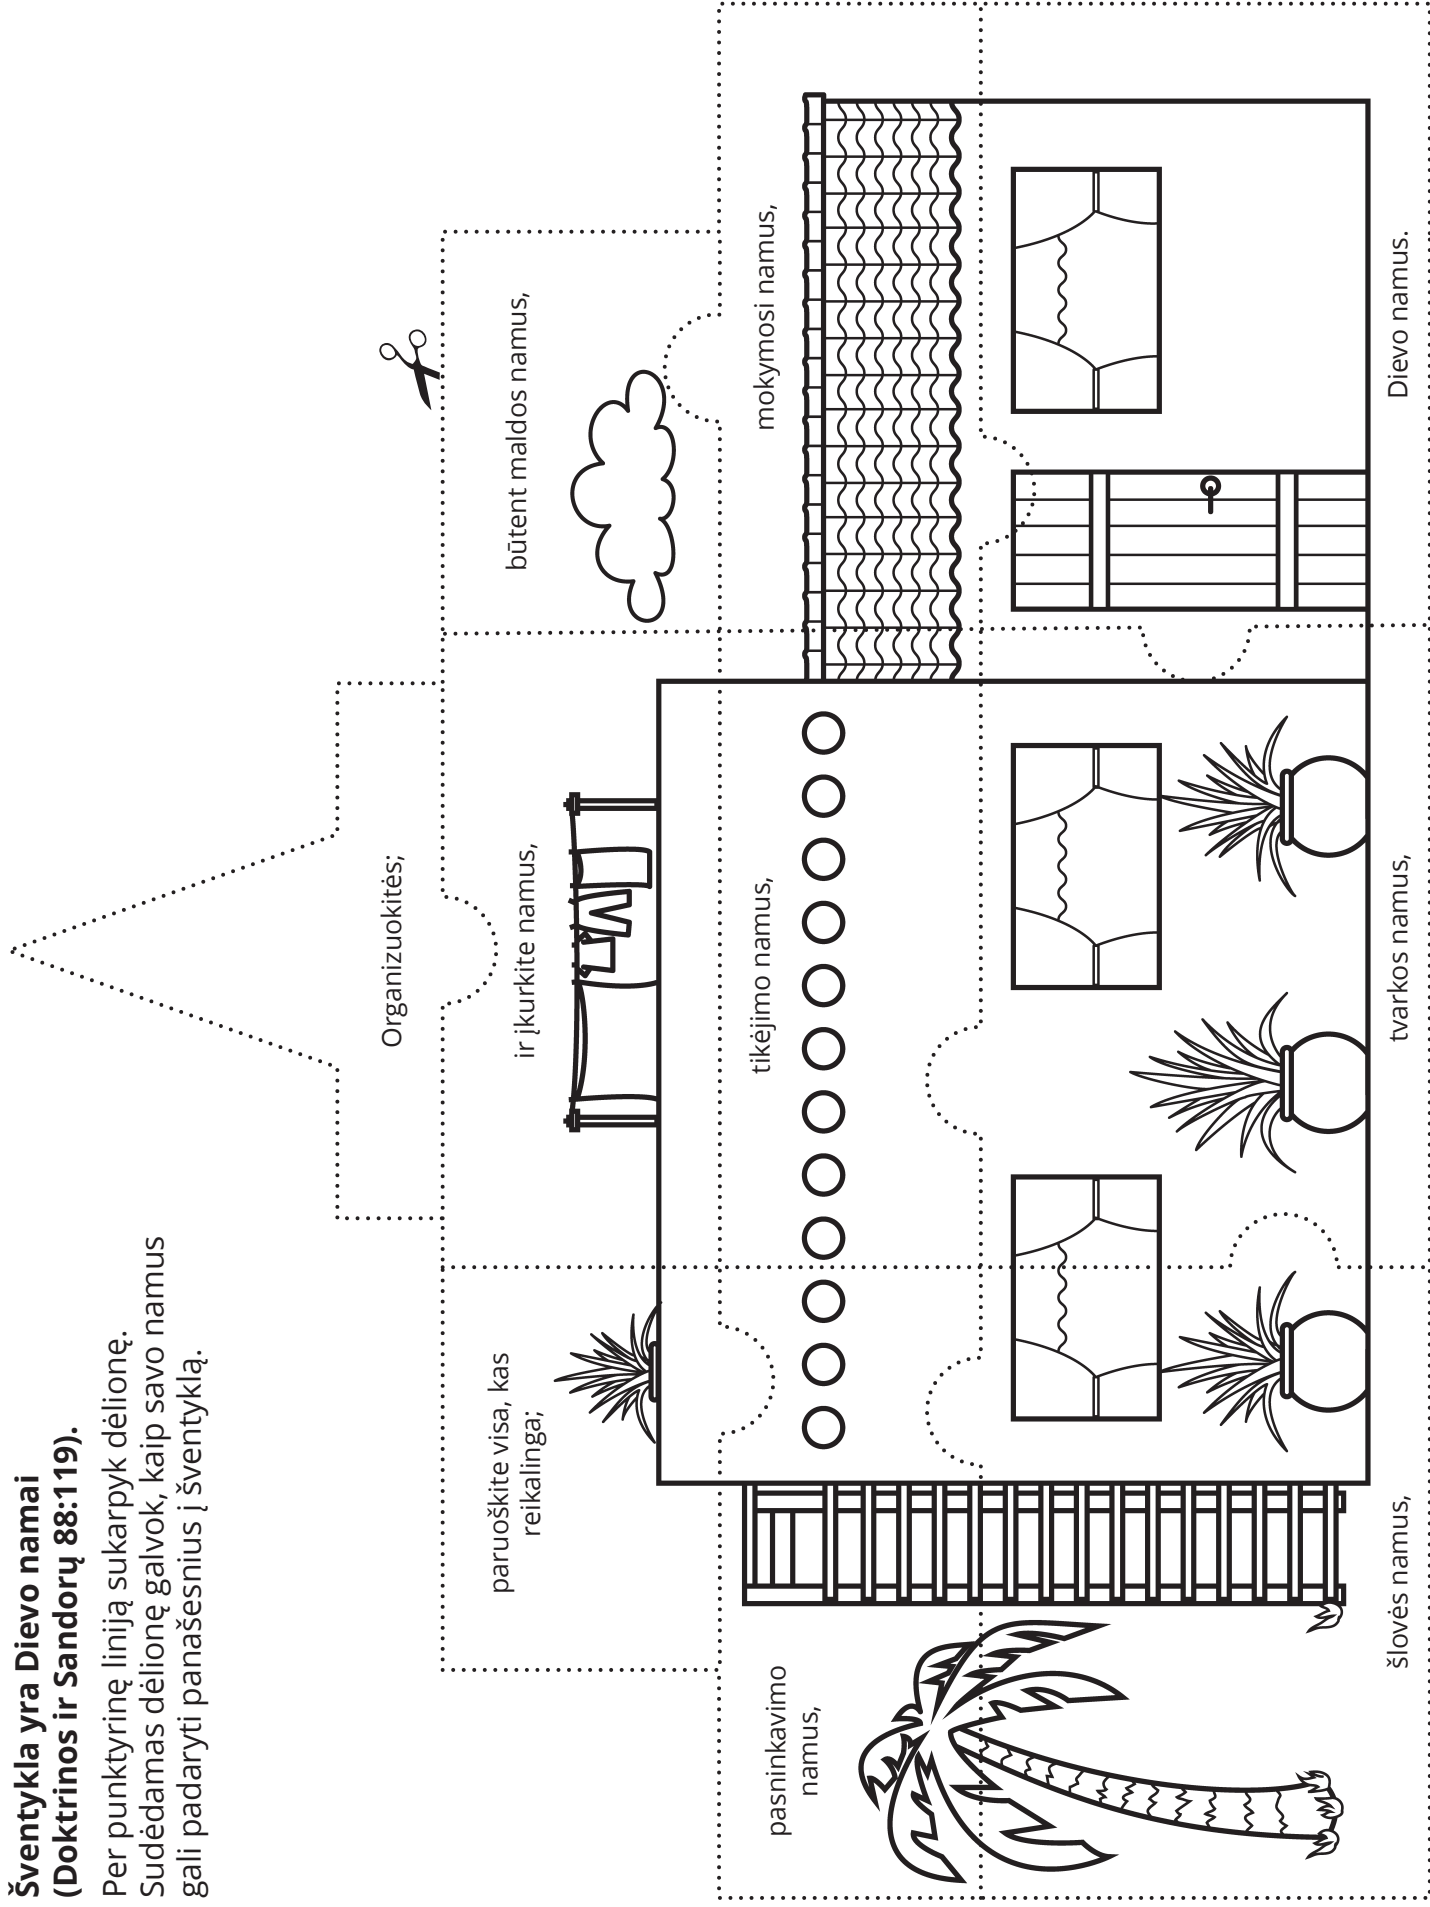 Šventykla yra Dievo namai
(Doktrinos ir Sandorų 88:119).
Per punktyrinę liniją sukarpyk dėlionę.
Sudėdamas dėlionę galvok, kaip savo namus
gali padaryti panašesnius į šventyklą.
Organizuokitės;
paruoškite visa, kas
reikalinga;
ir įkurkite namus,
būtent maldos namus,
pasninkavimo
namus,
tikėjimo namus,
mokymosi namus,
šlovės namus,
tvarkos namus,
Dievo namus.